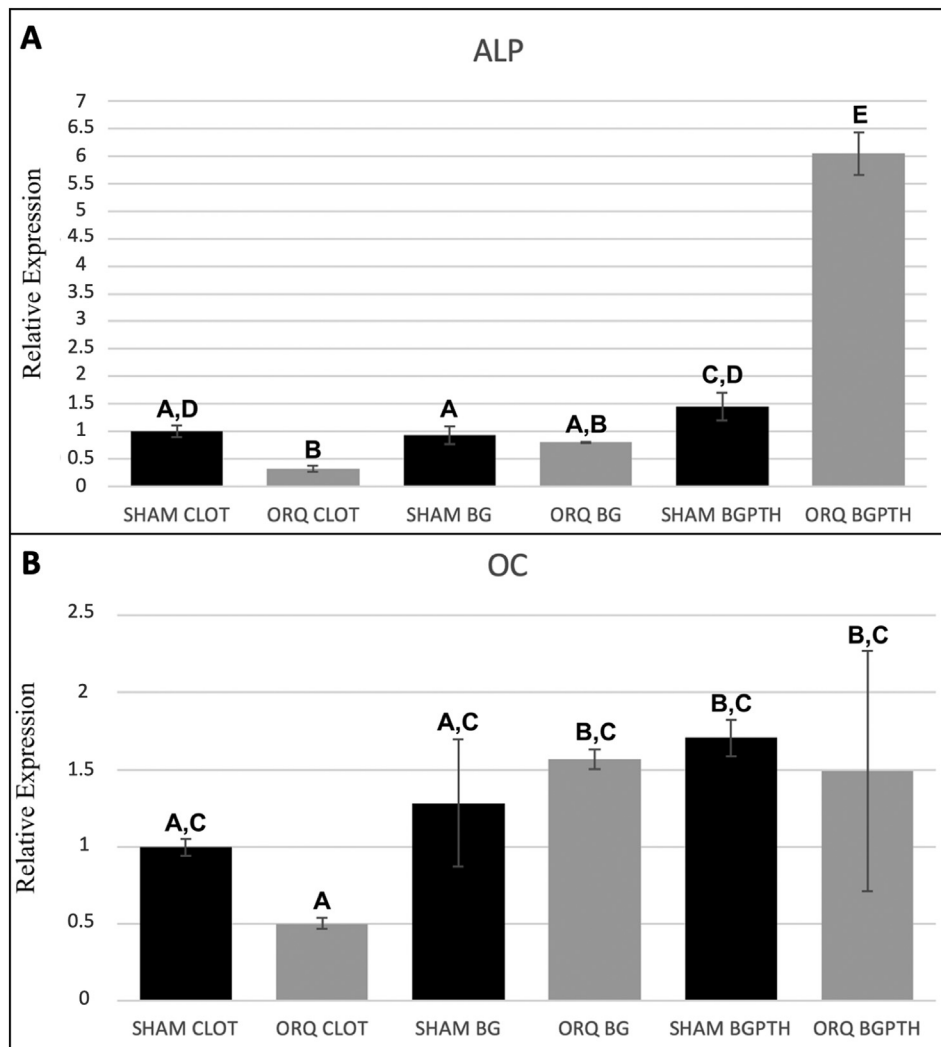 A
ALP
Relative Expression
7
6.5
6
5.5
5
4.5
4
3.5
3
2.5
2
1.5
1
0.5
0
A,D
B
A
A,B
C,D
E
SHAM CLOT ORQ CLOT SHAM BG ORQ BG SHAM BGPTH ORQ BGPTH
B
OC
Relative Expression
2.5
2
1.5
1
0.5
0
A,C
A
A,C
B,C
B,C
B,C
SHAM CLOT ORQ CLOT SHAM BG ORQ BG SHAM BGPTH ORQ BGPTH